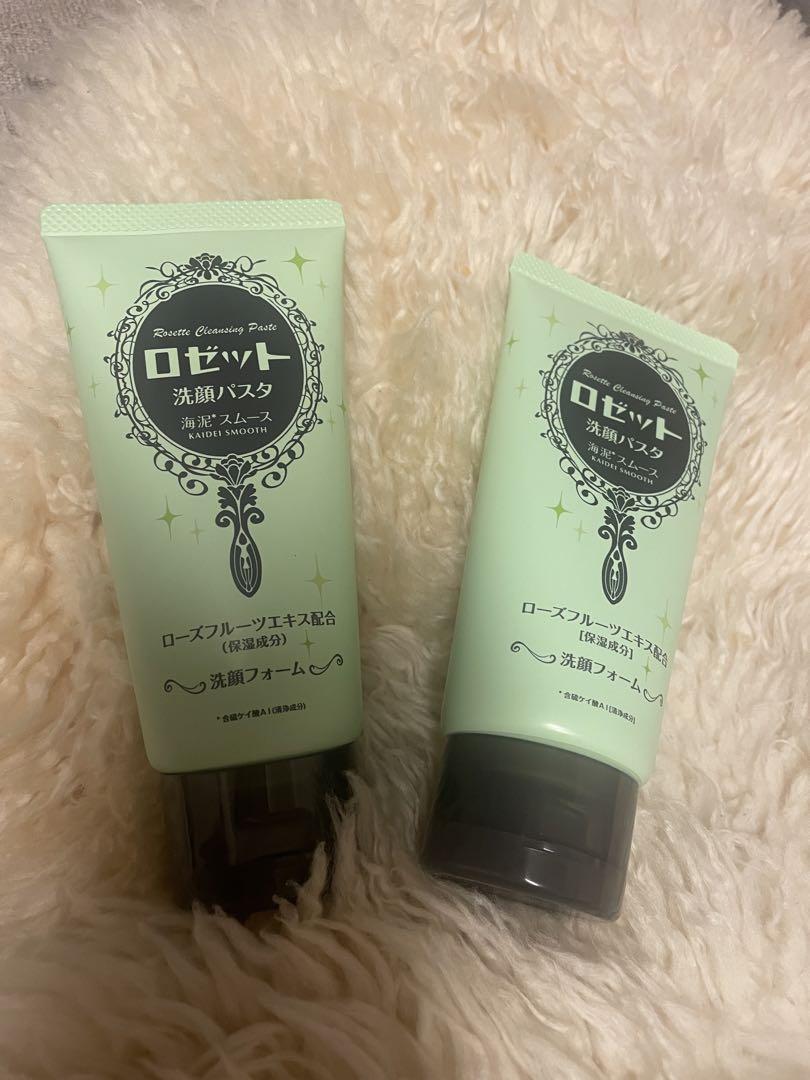 Rosette Cleansing Paste
ロゼット
洗顔パスタ
海泥*スムース
KAIDEI SMOOTH
ローズフルーツエキス配合
(保湿成分)
洗顔フォーム
*含硫ケイ酸Al(清浄成分)
Rosette Cleansing Paste
ロゼット
洗顔パスタ
海泥*スムース
KAIDEI SMOOTH
ローズフルーツエキス配合
[保湿成分]
洗顔フォーム
*含硫ケイ酸Al[清浄成分]